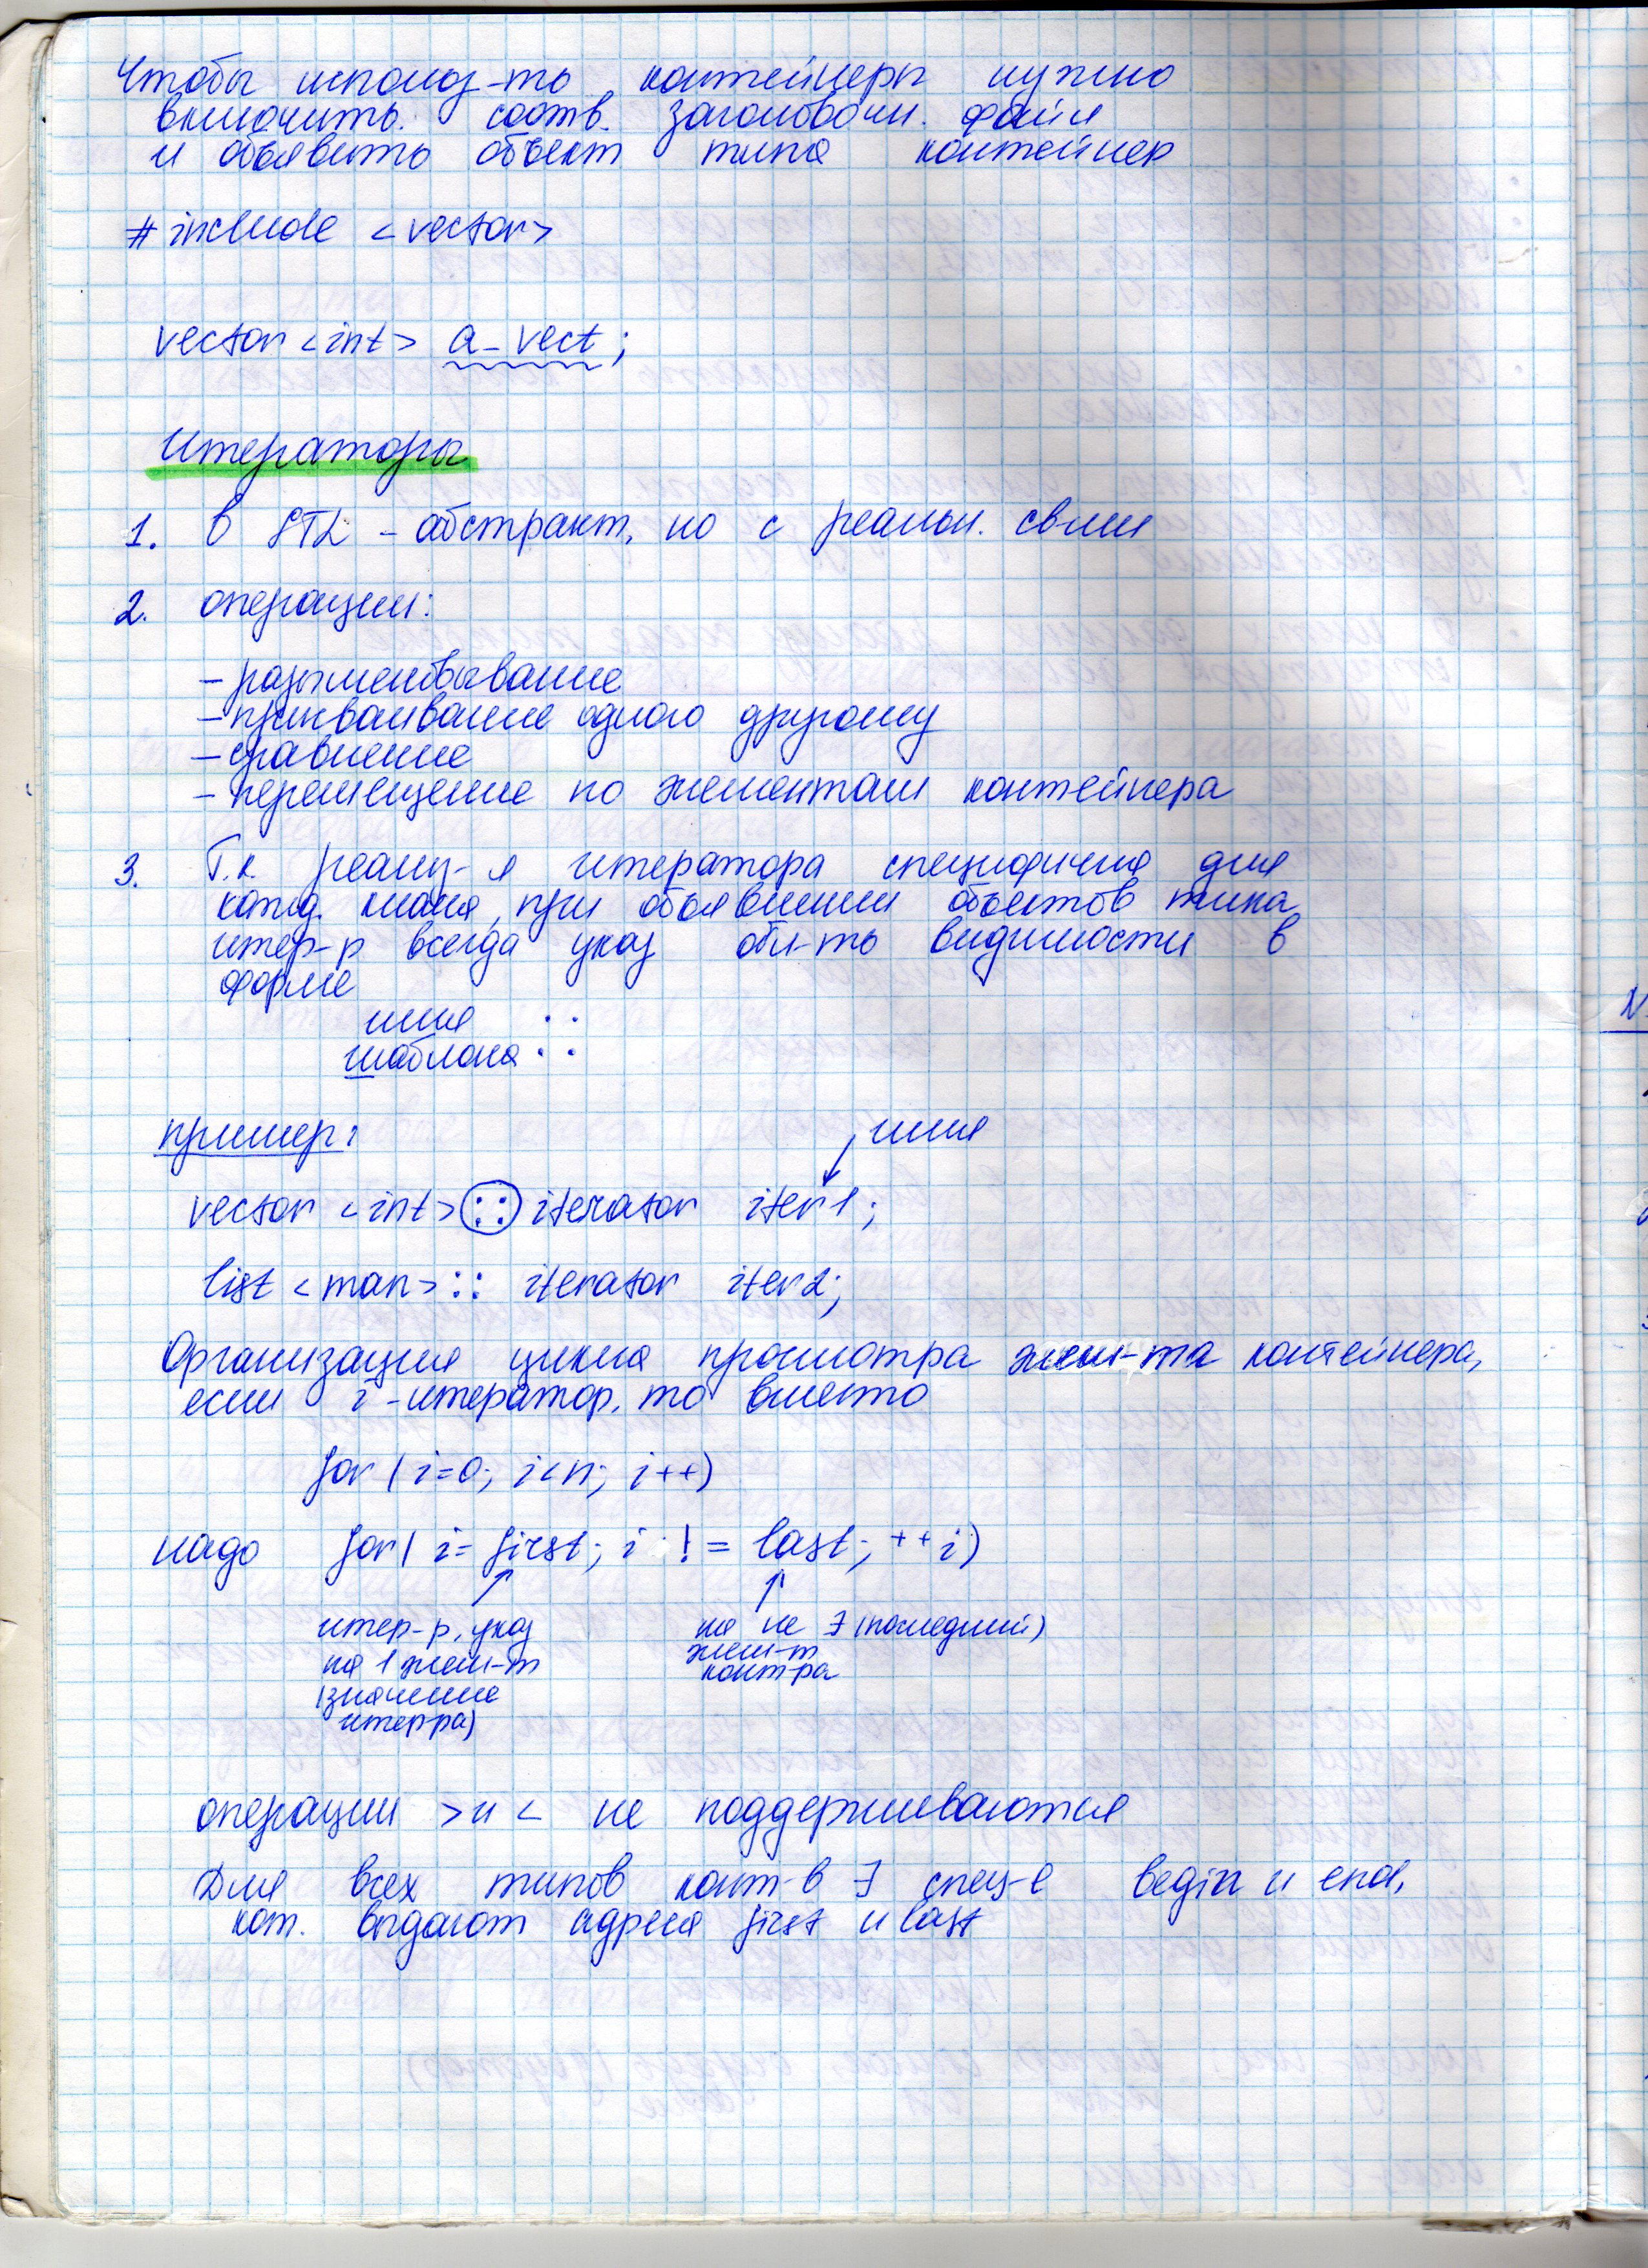 Чтобы использ-ть контейнеры нужно
включить. соотв. заголовочн. файл
и объявить объект типа контейнер
#include <vector>
vector <int> a_vect;
Итераторы
1. В STL - абстракт, но с реальн. св-ми
2. операции:
- разыменовывание
- присваивание одного другому
- сравнение
- перемещение по элементам контейнера
3. Т.к. реализ-я итератора специфична для
кажд. класса, при объявлении объектов типа
итер-р всегда указ обл-ть видимости в
форме
имя
шаблона ::
пример:
имя
vector <int> :: iterator iter1;
list <man> :: iterator iter2;
Организация цикла просмотра элем-та контейнера,
если i - итератор, то вместо
for (i=0; i<n; i++)
надо for( i= first; i != last; ++i)
итер-р, указ на не ∃ (последний)
на 1 элем-т элем-т
(значение конт-ра
итер-ра)
операции > и < не поддерживаются
Для всех типов конт-в ∃ спец-е begin и end,
кот. выдают адреса first и last